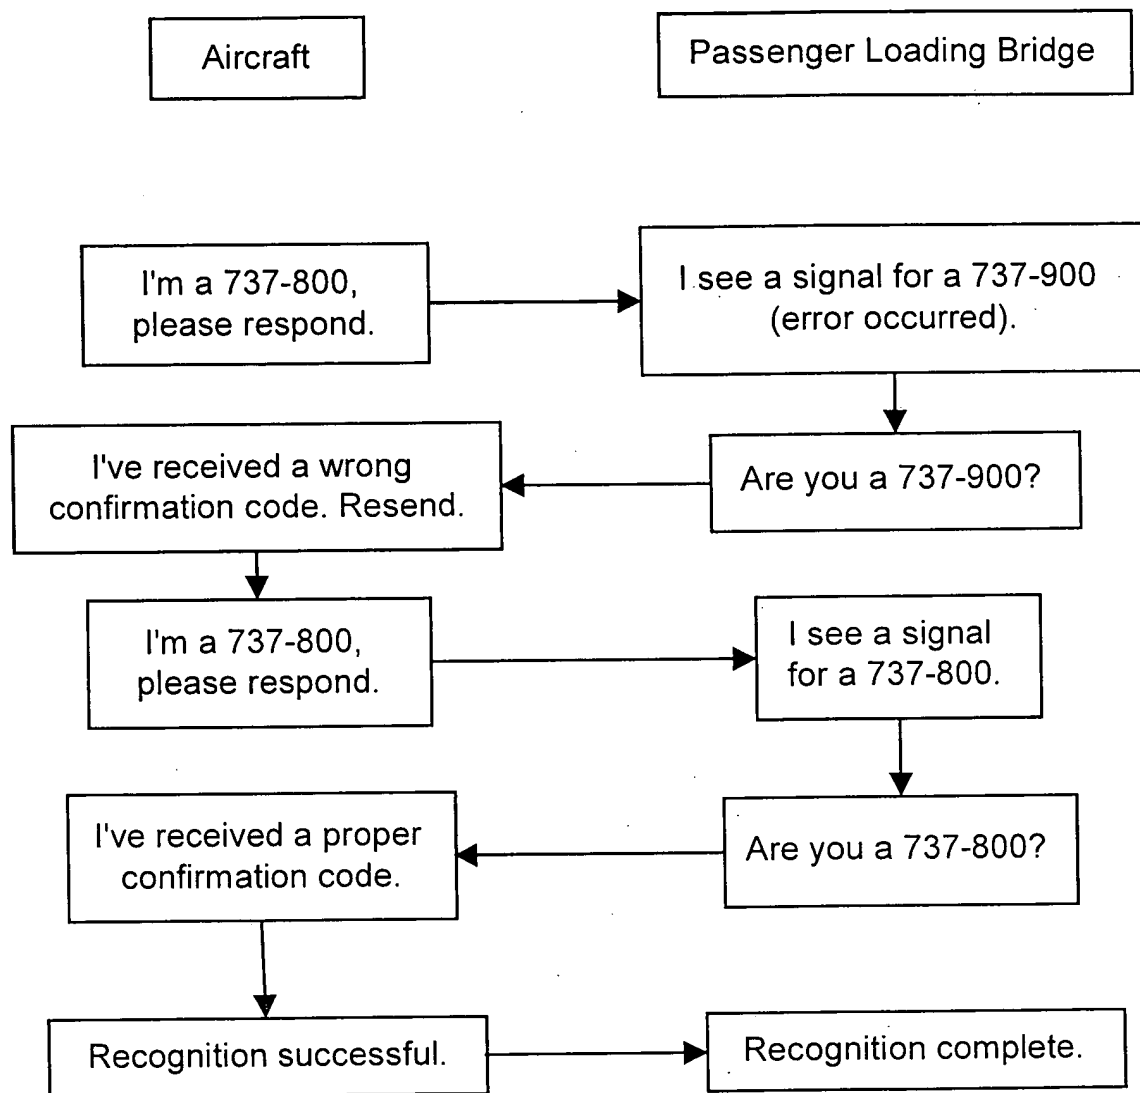 Aircraft
Passenger Loading Bridge
I'm a 737-800,
please respond.
I see a signal for a 737-900
(error occurred).
Are you a 737-900?
I've received a wrong
confirmation code. Resend.
I'm a 737-800,
please respond.
I see a signal
for a 737-800.
Are you a 737-800?
I've received a proper
confirmation code.
Recognition successful.
Recognition complete.